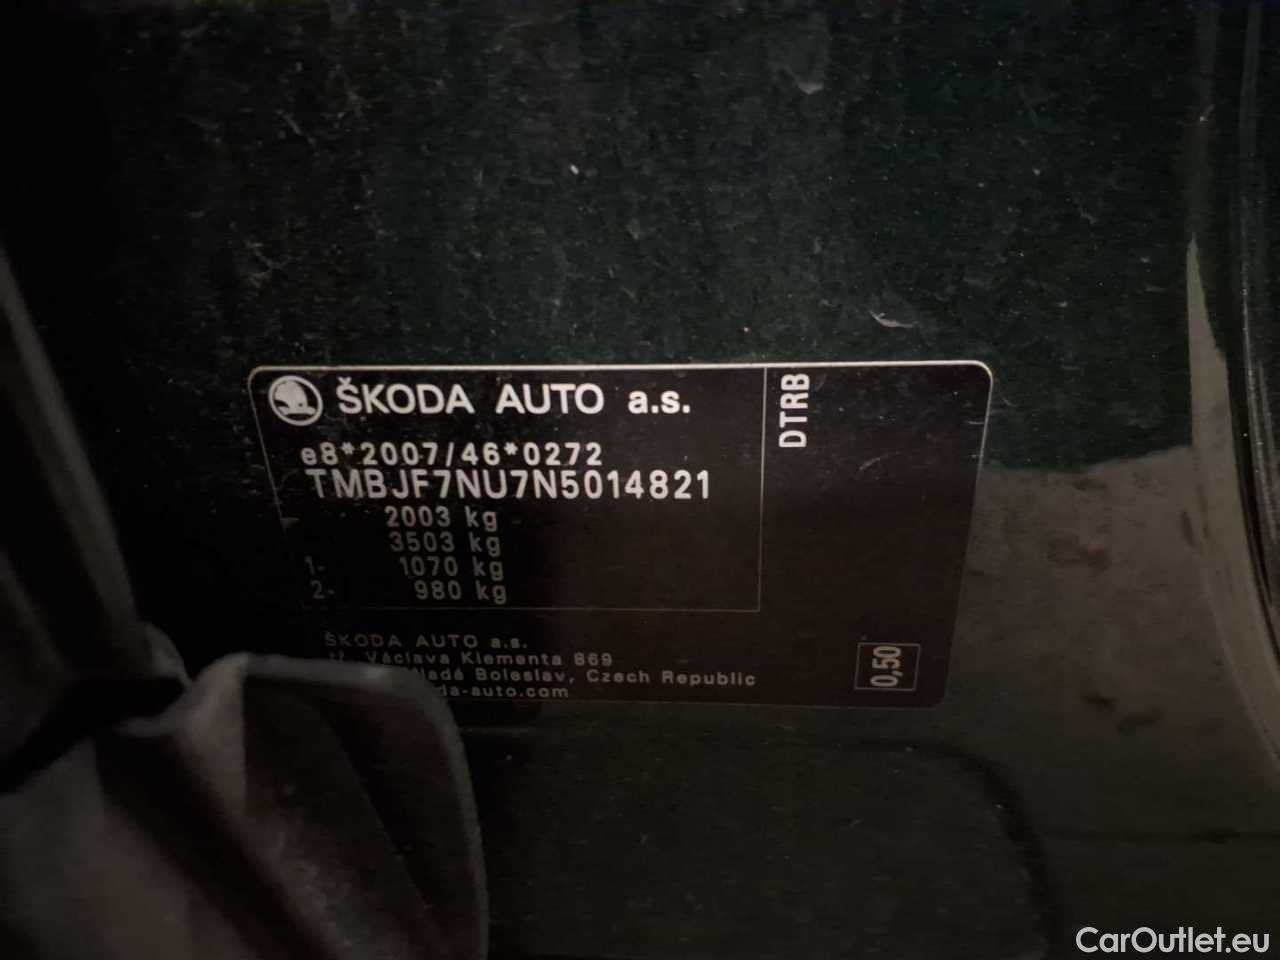 ŠKODA AUTO a.s.
DTRB
e8*2007/46*0272
TMBJF7NU7N5014821
2003 kg
3503 kg
1- 1070 kg
2- 980 kg
ŠKODA AUTO a.s.
Václava Klementa 869
Boleslav, Czech Republic
0,50
CarOutlet.eu